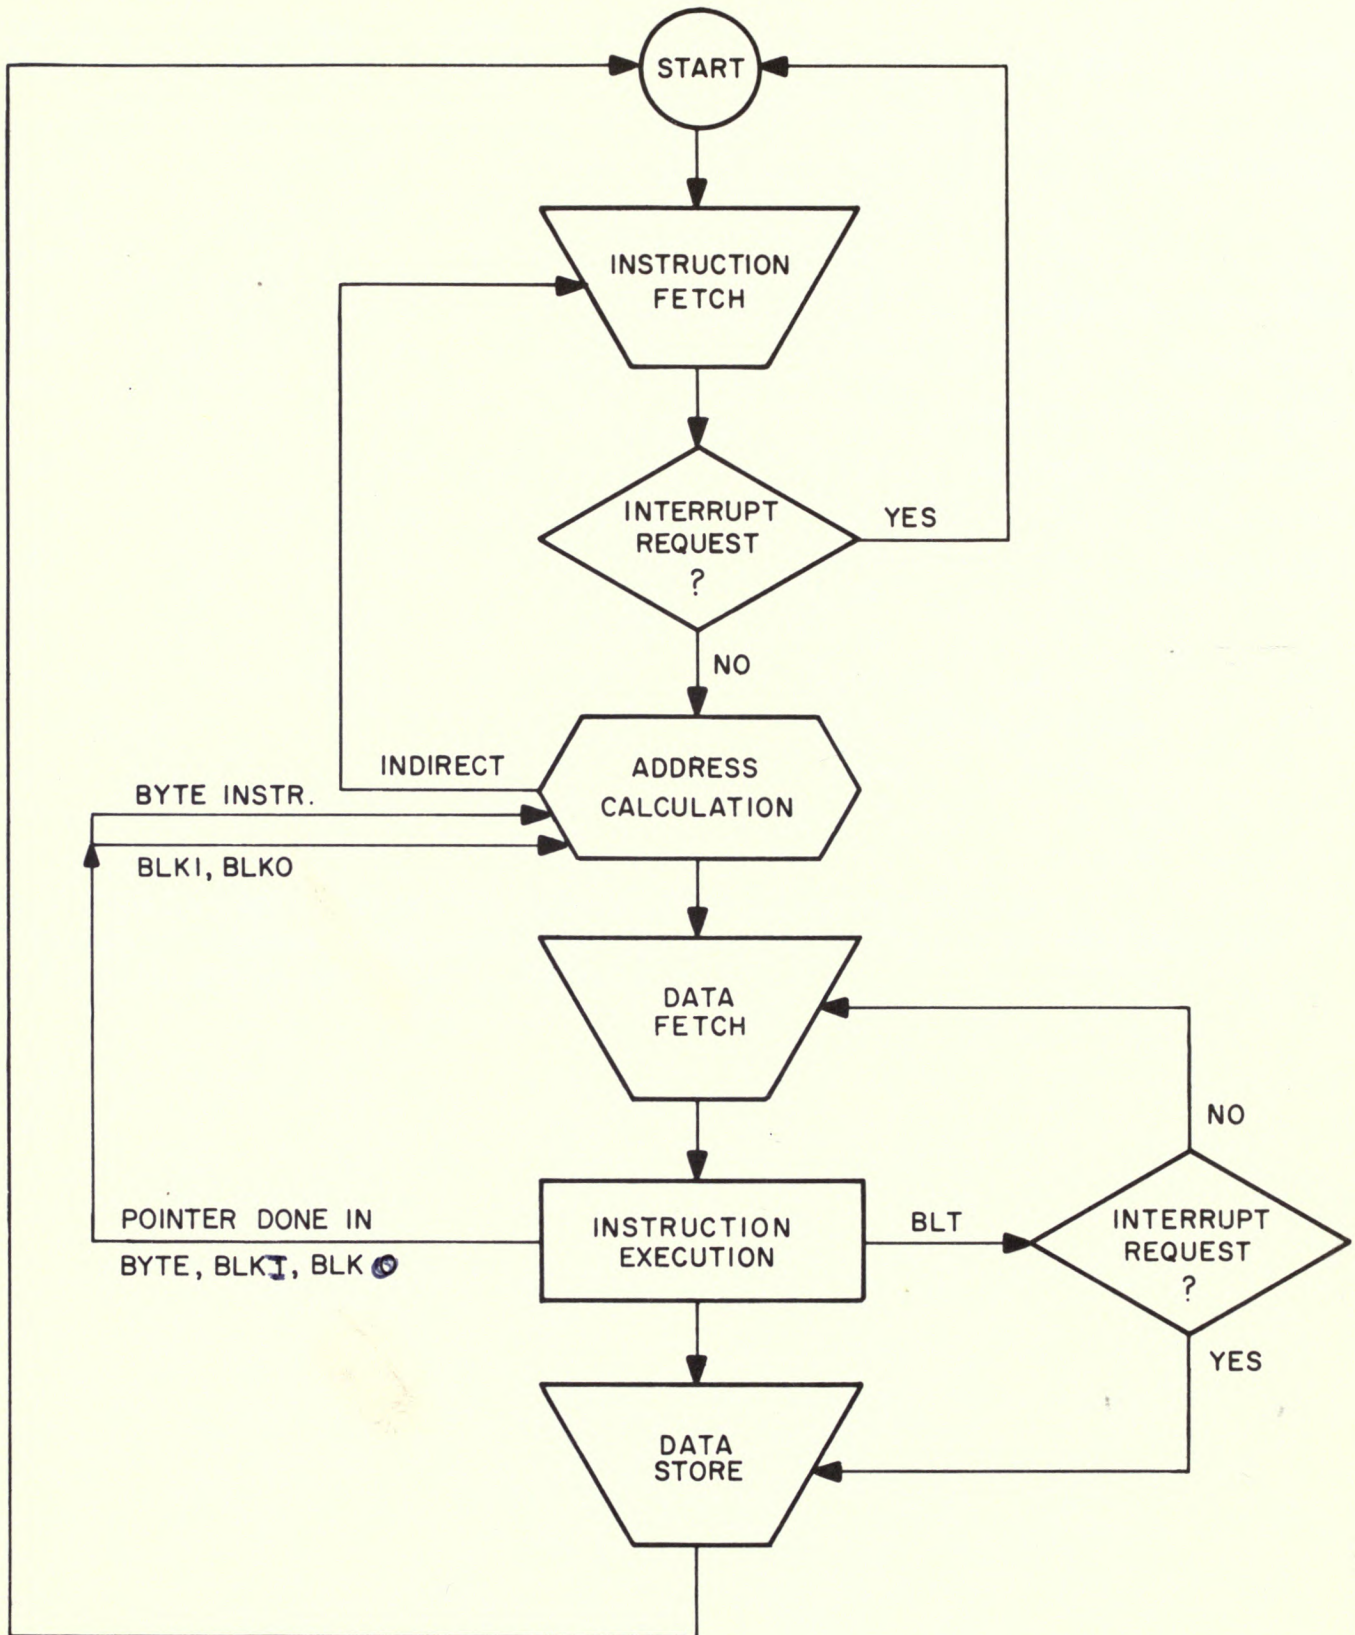 START
INSTRUCTION
FETCH
INTERRUPT
REQUEST
?
YES
NO
INDIRECT
ADDRESS
CALCULATION
BYTE INSTR.
BLKI, BLKO
DATA
FETCH
NO
POINTER DONE IN
BYTE, BLKI, BLKO
INSTRUCTION
EXECUTION
BLT
INTERRUPT
REQUEST
?
YES
DATA
STORE